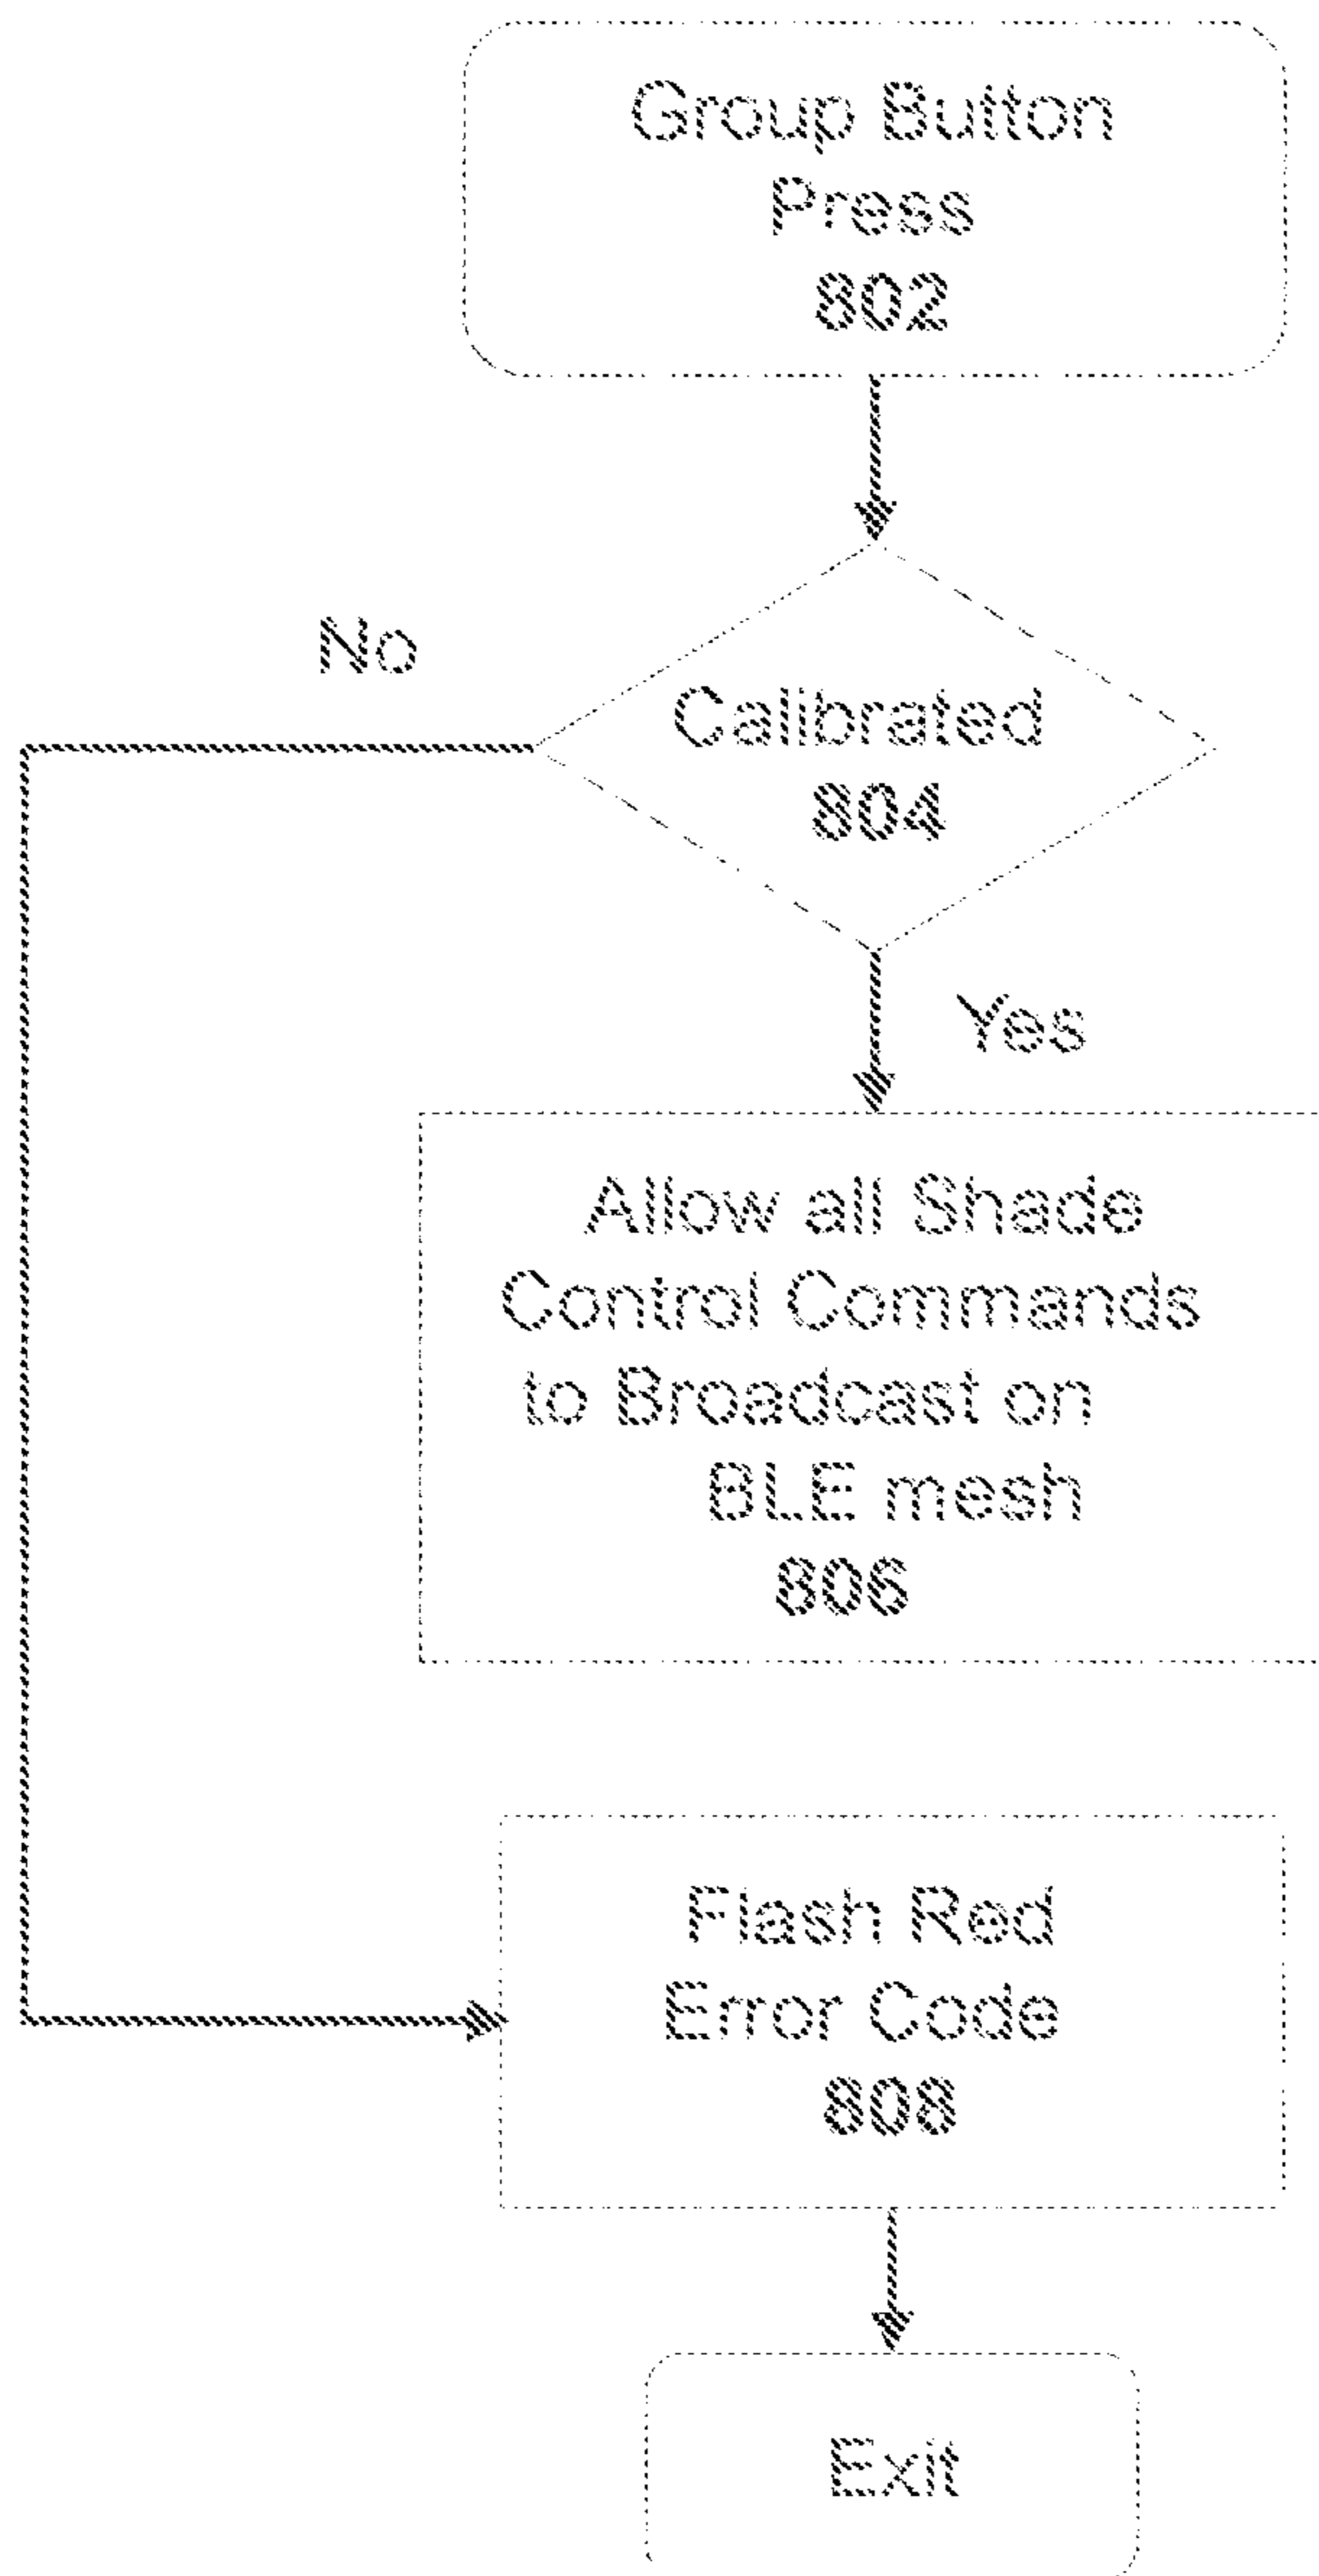 Group Button
Press
802
No
Calibrated
804
Yes
Allow all Shade
Control Commands
to Broadcast on
BLE mesh
806
Flash Red
Error Code
808
Exit